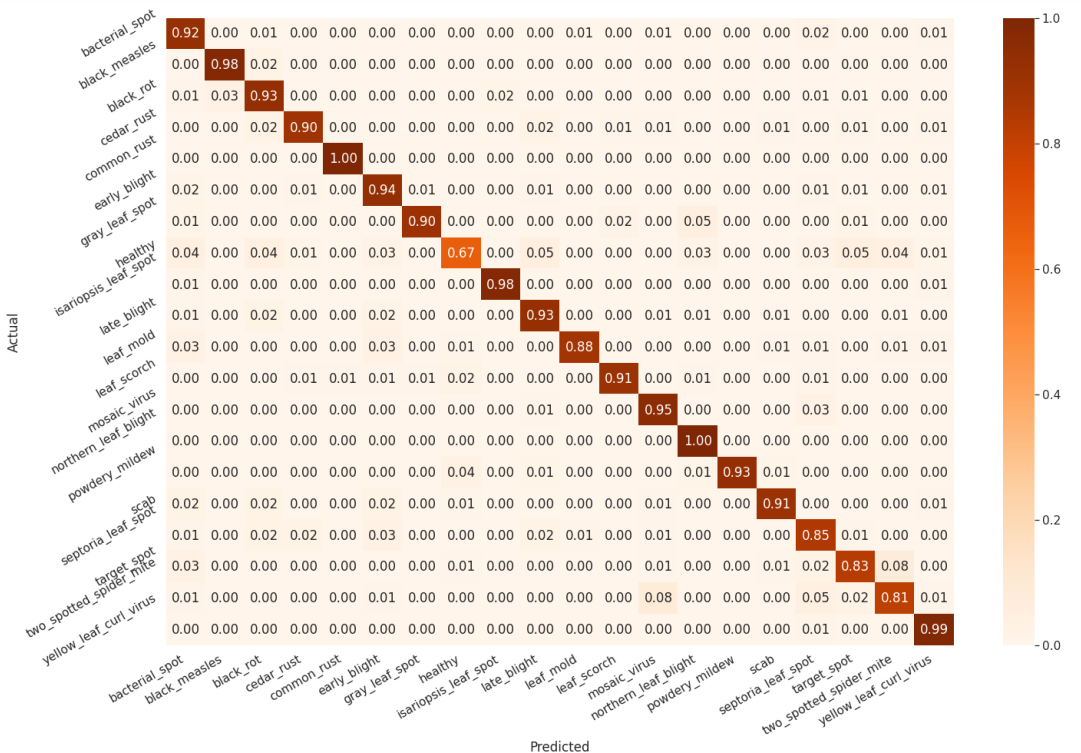 bacterial_spot 0.92 0.00 0.01 0.00 0.00 0.00 0.00 0.00 0.00 0.00 0.01 0.00 0.01 0.00 0.00 0.00 0.02 0.00 0.00 0.01
black_measles 0.00 0.98 0.02 0.00 0.00 0.00 0.00 0.00 0.00 0.00 0.00 0.00 0.00 0.00 0.00 0.00 0.00 0.00 0.00 0.00
black_rot 0.01 0.03 0.93 0.00 0.00 0.00 0.00 0.00 0.02 0.00 0.00 0.00 0.00 0.00 0.00 0.00 0.01 0.01 0.00 0.00
cedar_rust 0.00 0.00 0.02 0.90 0.00 0.00 0.00 0.00 0.00 0.02 0.00 0.01 0.01 0.00 0.00 0.01 0.00 0.01 0.00 0.01
common_rust 0.00 0.00 0.00 0.00 1.00 0.00 0.00 0.00 0.00 0.00 0.00 0.00 0.00 0.00 0.00 0.00 0.00 0.00 0.00 0.00
early_blight 0.02 0.00 0.00 0.01 0.00 0.94 0.01 0.00 0.00 0.01 0.00 0.00 0.00 0.00 0.00 0.00 0.01 0.01 0.00 0.01
gray_leaf_spot 0.01 0.00 0.00 0.00 0.00 0.00 0.90 0.00 0.00 0.00 0.00 0.02 0.00 0.05 0.00 0.00 0.00 0.01 0.00 0.00
healthy 0.04 0.00 0.04 0.01 0.00 0.03 0.00 0.67 0.00 0.05 0.00 0.00 0.00 0.03 0.00 0.00 0.03 0.05 0.04 0.01
isariopsis_leaf_spot 0.01 0.00 0.00 0.00 0.00 0.00 0.00 0.00 0.98 0.00 0.00 0.00 0.00 0.00 0.00 0.00 0.00 0.00 0.00 0.00
late_blight 0.01 0.00 0.02 0.00 0.00 0.02 0.00 0.00 0.00 0.93 0.00 0.00 0.01 0.01 0.00 0.01 0.00 0.00 0.01 0.00
leaf_mold 0.03 0.00 0.00 0.00 0.00 0.03 0.00 0.01 0.00 0.00 0.88 0.00 0.00 0.00 0.00 0.01 0.01 0.00 0.01 0.01
leaf_scorch 0.00 0.00 0.00 0.01 0.01 0.01 0.01 0.02 0.00 0.00 0.00 0.91 0.00 0.01 0.00 0.00 0.01 0.00 0.00 0.00
mosaic_virus 0.00 0.00 0.00 0.00 0.00 0.00 0.00 0.00 0.00 0.01 0.00 0.00 0.95 0.00 0.00 0.00 0.03 0.00 0.00 0.00
northern_leaf_blight 0.00 0.00 0.00 0.00 0.00 0.00 0.00 0.00 0.00 0.00 0.00 0.00 0.00 1.00 0.00 0.00 0.00 0.00 0.00 0.00
powdery_mildew 0.00 0.00 0.00 0.00 0.00 0.00 0.00 0.04 0.00 0.01 0.00 0.00 0.00 0.01 0.93 0.01 0.00 0.00 0.00 0.00
scab 0.02 0.00 0.02 0.00 0.00 0.02 0.00 0.01 0.00 0.00 0.00 0.00 0.01 0.00 0.00 0.91 0.00 0.00 0.00 0.01
septoria_leaf_spot 0.01 0.00 0.02 0.02 0.00 0.03 0.00 0.00 0.00 0.02 0.01 0.00 0.00 0.00 0.00 0.00 0.85 0.01 0.00 0.00
target_spot 0.03 0.00 0.00 0.00 0.00 0.00 0.00 0.01 0.00 0.00 0.00 0.00 0.01 0.00 0.00 0.01 0.02 0.83 0.08 0.00
two_spotted_spider_mite 0.01 0.00 0.00 0.00 0.00 0.01 0.00 0.00 0.00 0.00 0.00 0.00 0.08 0.00 0.00 0.00 0.05 0.02 0.81 0.01
yellow_leaf_curl_virus 0.00 0.00 0.00 0.00 0.00 0.00 0.00 0.00 0.00 0.00 0.00 0.00 0.00 0.00 0.00 0.00 0.01 0.00 0.00 0.99
bacterial_spot black_measles black_rot cedar_rust common_rust early_blight gray_leaf_spot healthy isariopsis_leaf_spot late_blight leaf_mold leaf_scorch mosaic_virus northern_leaf_blight powdery_mildew scab septoria_leaf_spot target_spot two_spotted_spider_mite yellow_leaf_curl_virus
Actual
Predicted
1.0
0.8
0.6
0.4
0.2
0.0